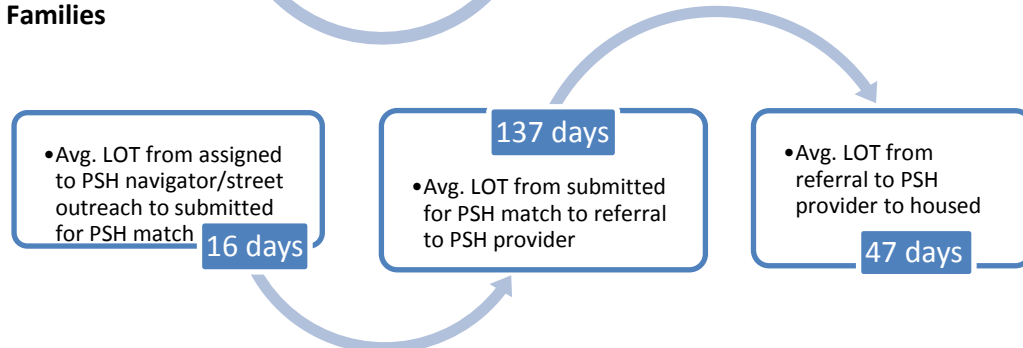 Families
•Avg. LOT from assigned
to PSH navigator/street
outreach to submitted
for PSH match
16 days
137 days
•Avg. LOT from submitted
for PSH match to referral
to PSH provider
•Avg. LOT from
referral to PSH
provider to housed
47 days